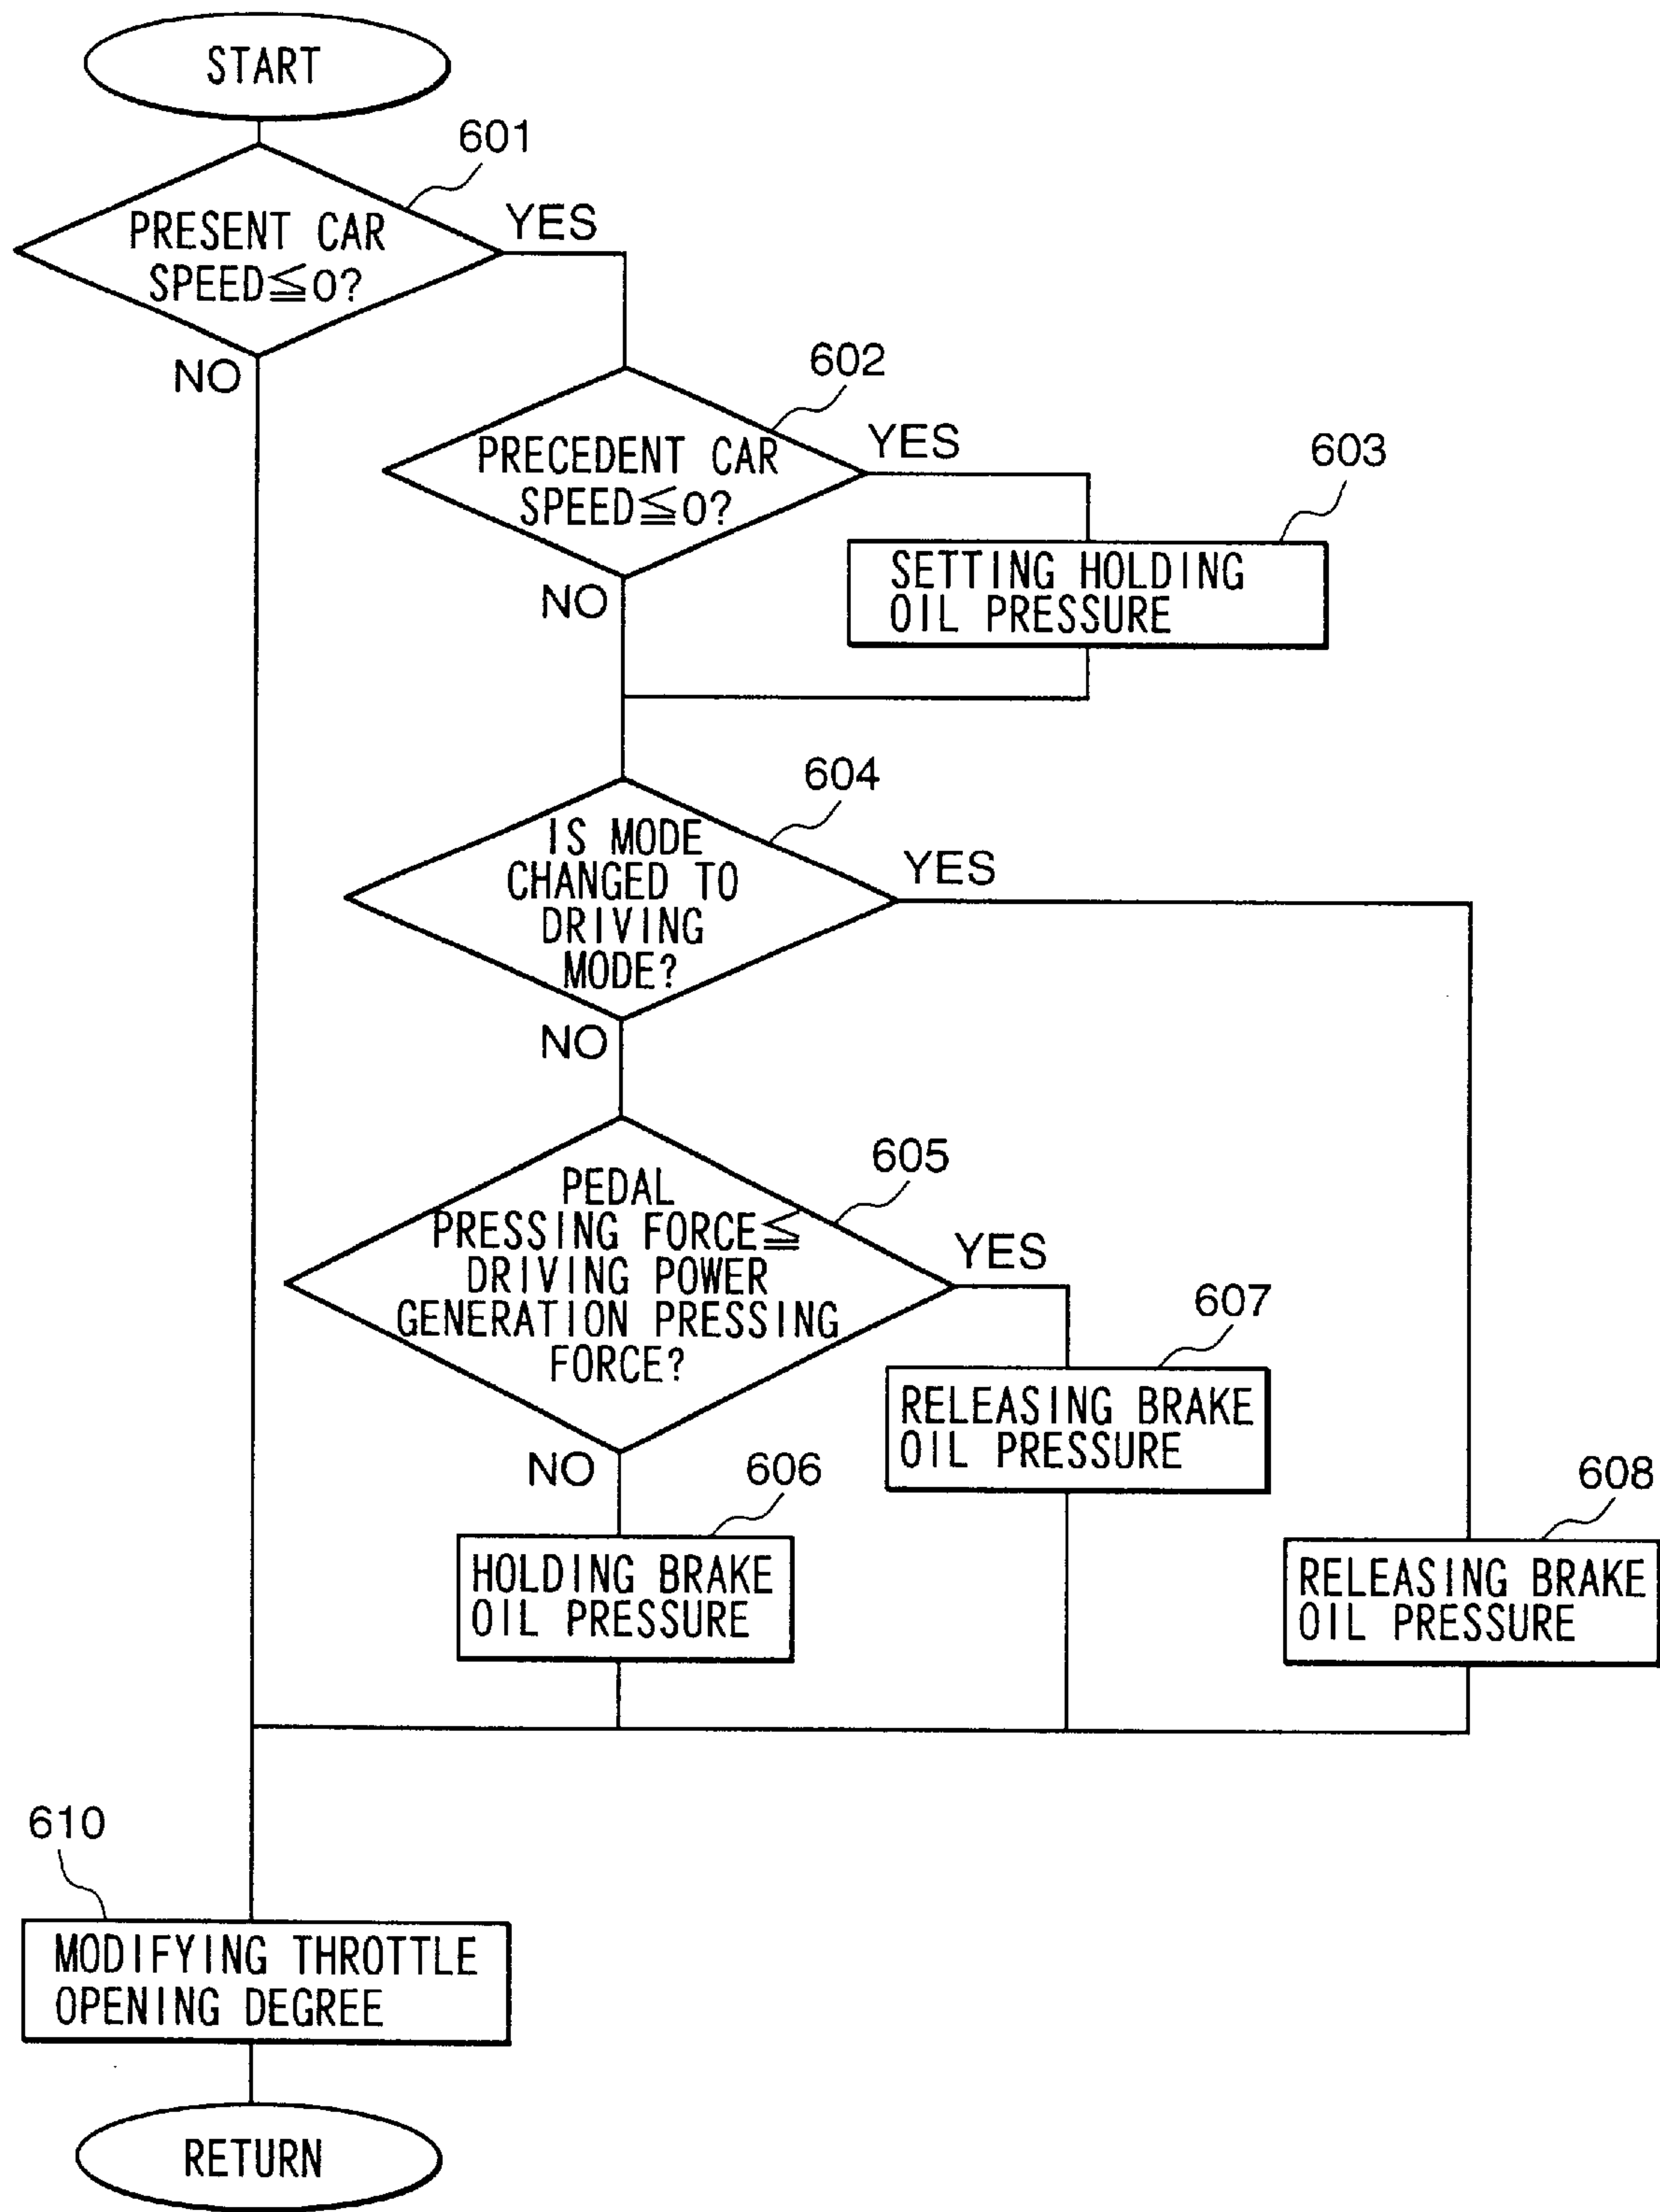 START
601
PRESENT CAR
SPEED≦0?
YES
NO
602
PRECEDENT CAR
SPEED≦0?
YES
NO
603
SETTING HOLDING
OIL PRESSURE
604
IS MODE
CHANGED TO
DRIVING
MODE?
YES
NO
605
PEDAL
PRESSING FORCE≦
DRIVING POWER
GENERATION PRESSING
FORCE?
YES
NO
607
RELEASING BRAKE
OIL PRESSURE
606
HOLDING BRAKE
OIL PRESSURE
608
RELEASING BRAKE
OIL PRESSURE
610
MODIFYING THROTTLE
OPENING DEGREE
RETURN